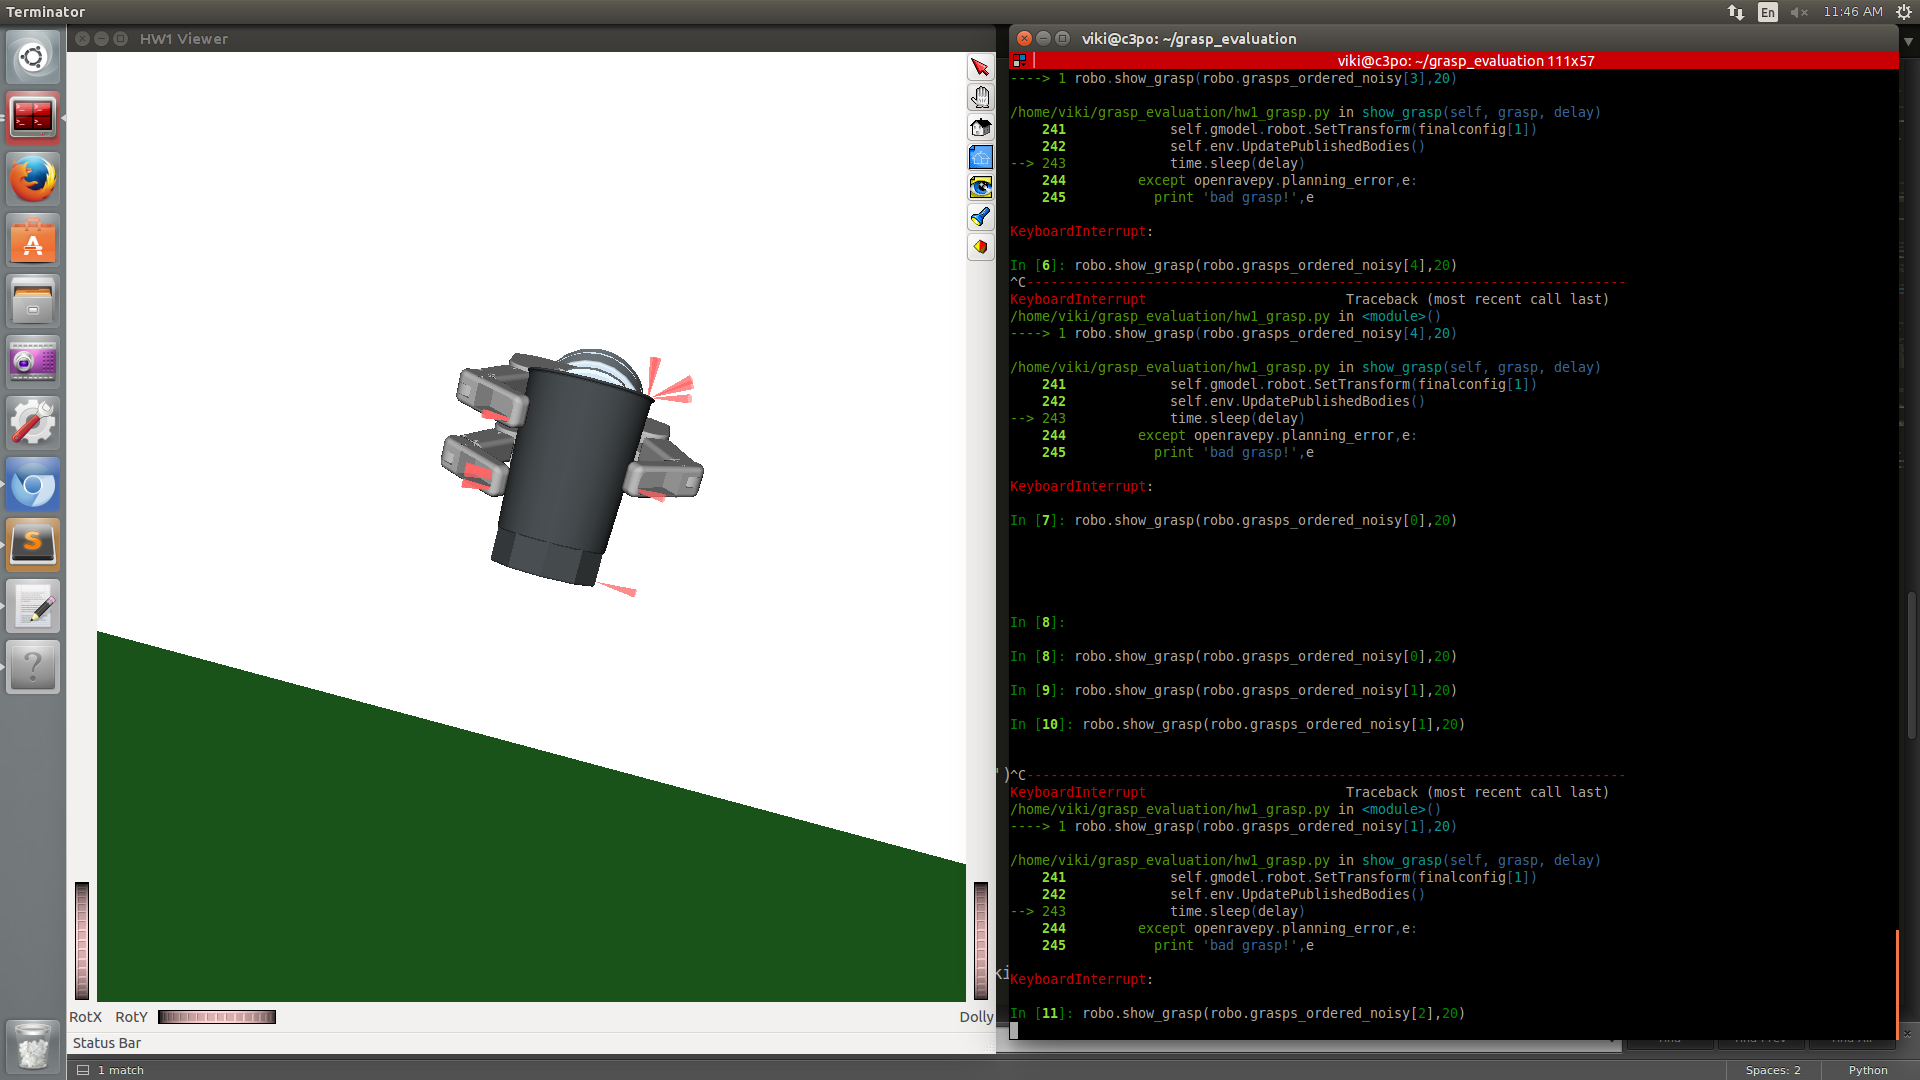 Terminator
En
11:46 AM
HW1 Viewer
viki@c3po: ~/grasp_evaluation
viki@c3po: ~/grasp_evaluation 111x57
----> 1 robo.show_grasp(robo.grasps_ordered_noisy[3],20)
/home/viki/grasp_evaluation/hw1_grasp.py in show_grasp(self, grasp, delay)
241 self.gmodel.robot.SetTransform(finalconfig[1])
242 self.env.UpdatePublishedBodies()
--> 243 time.sleep(delay)
244 except openravepy.planning_error,e:
245 print 'bad grasp!',e
KeyboardInterrupt:
In [6]: robo.show_grasp(robo.grasps_ordered_noisy[4],20)
^C---------------------------------------------------------------------------
KeyboardInterrupt Traceback (most recent call last)
/home/viki/grasp_evaluation/hw1_grasp.py in <module>()
----> 1 robo.show_grasp(robo.grasps_ordered_noisy[4],20)
/home/viki/grasp_evaluation/hw1_grasp.py in show_grasp(self, grasp, delay)
241 self.gmodel.robot.SetTransform(finalconfig[1])
242 self.env.UpdatePublishedBodies()
--> 243 time.sleep(delay)
244 except openravepy.planning_error,e:
245 print 'bad grasp!',e
KeyboardInterrupt:
In [7]: robo.show_grasp(robo.grasps_ordered_noisy[0],20)
In [8]:
In [8]: robo.show_grasp(robo.grasps_ordered_noisy[0],20)
In [9]: robo.show_grasp(robo.grasps_ordered_noisy[1],20)
In [10]: robo.show_grasp(robo.grasps_ordered_noisy[1],20)
')
^C---------------------------------------------------------------------------
KeyboardInterrupt Traceback (most recent call last)
/home/viki/grasp_evaluation/hw1_grasp.py in <module>()
----> 1 robo.show_grasp(robo.grasps_ordered_noisy[1],20)
/home/viki/grasp_evaluation/hw1_grasp.py in show_grasp(self, grasp, delay)
241 self.gmodel.robot.SetTransform(finalconfig[1])
242 self.env.UpdatePublishedBodies()
--> 243 time.sleep(delay)
244 except openravepy.planning_error,e:
245 print 'bad grasp!',e
ki
KeyboardInterrupt:
In [11]: robo.show_grasp(robo.grasps_ordered_noisy[2],20)
RotX RotY Dolly
Status Bar
1 match
Spaces: 2 Python